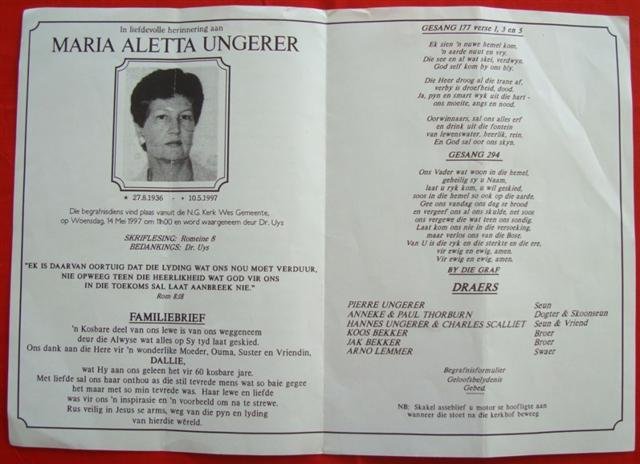 In liefdevolle herinnering aan
MARIA ALETTA UNGERER
★ 27.8.1936 - • 10.5.1997
Die begrafnisdiens vind plaas vanuit die N.G. Kerk Wes Gemeente,
op Woensdag, 14 Mei 1997 om 11h00 en word waargeneem deur Dr. Uys
SKRIFLESING: Romeine 8
BEDANKINGS: Dr. Uys
"EK IS DAARVAN OORTUIG DAT DIE LYDING WAT ONS NOU MOET VERDUUR,
NIE OPWEEG TEEN DIE HEERLIKHEID WAT GOD VIR ONS
IN DIE TOEKOMS SAL LAAT AANBREEK NIE."
Rom 8:18
FAMILIEBRIEF
'n Kosbare deel van ons lewe is van ons weggeneem
deur die Alwyse wat alles op Sy tyd laat geskied.
Ons dank aan die Here vir 'n wonderlike Moeder, Ouma, Suster en Vriendin,
DALLIE,
wat Hy aan ons geleen het vir 60 kosbare jare.
Met liefde sal ons haar onthou as die stil tevrede mens wat so baie gegee
het maar met so min tevrede was. Haar lewe en liefde
was vir ons 'n inspirasie en 'n voorbeeld om na te strewe.
Rus veilig in Jesus se arms, weg van die pyn en lyding
van hierdie wêreld.
GESANG 177 verse 1, 3 en 5
Ek sien 'n nuwe hemel kom,
'n aarde nuut en vry.
Die see en al wat skei, verdwyn.
God self kom by ons bly.
Die Heer droog al die trane af,
verby is droefheid, dood.
Ja, pyn en smart wyk uit die hart -
ons moeite, angs en nood.
Oorwinnaars, sal ons alles erf
en drink uit die fontein
van lewenswater, heerlik, rein.
En God sal oor ons skyn.
GESANG 294
Ons Vader wat woon in die hemel,
geheilig sy u Naam,
laat u ryk kom, u wil geskied,
soos in die hemel so ook op die aarde.
Gee ons vandag ons dag se brood
en vergeef ons al ons skulde, net soos
ons vergewe die wat teen ons sondig.
Laat kom ons nie in die versoeking,
maar verlos ons van die Bose.
Van U is die ryk en die sterkte en die ere,
vir ewig en ewig, amen.
Vir ewig en ewig, amen.
BY DIE GRAF
DRAERS
PIERRE UNGERER Seun
ANNEKE & PAUL THORBURN Dogter & Skoonseun
HANNES UNGERER & CHARLES SCALLIET Seun & Vriend
KOOS BEKKER Broer
JAK BEKKER Broer
ARNO LEMMER Swaer
Begrafnisformulier
Geloofsbelydenis
Gebed
NB: Skakel asseblief u motor se hoofligte aan
wanneer die stoet na die kerkhof beweeg